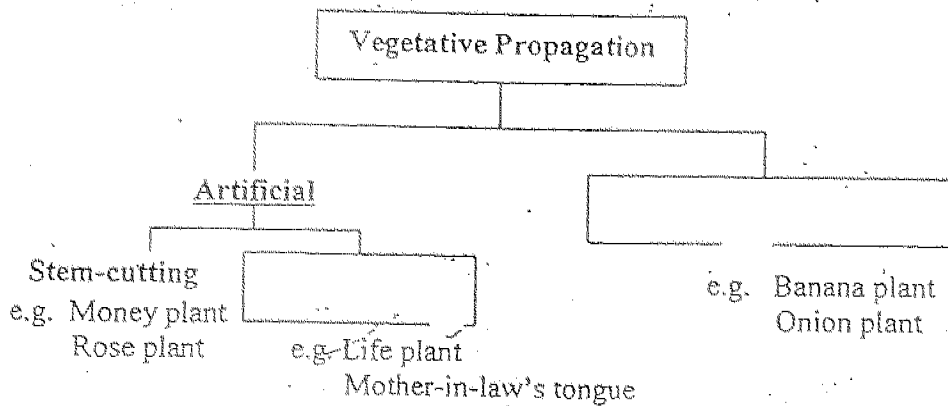 Vegetative Propagation
Artificial
Stem-cutting
e.g. Money plant
Rose plant
e.g. Life plant
Mother-in-law's tongue
e.g. Banana plant
Onion plant